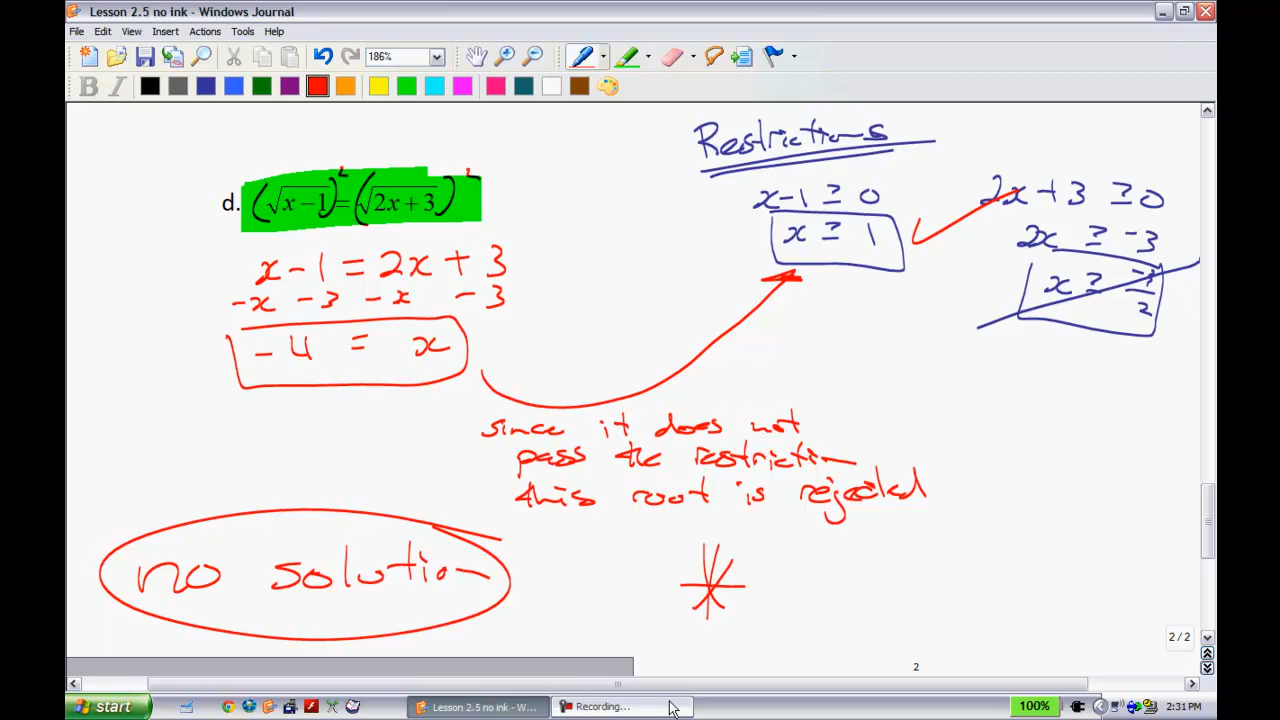 Lesson 2.5 no ink - Windows Journal
File Edit View Insert Actions Tools Help
186%
B I
Restrictions
d. (√x−1)² = (√2x+3)²
x-1 ≥ 0
x ≥ 1
2x + 3 ≥ 0
2x ≥ -3
x ≥ -3/2
x - 1 = 2x + 3
-x -3 -x -3
-4 = x
since it does not
pass the restriction
this root is rejected
no solution
2/2
2
start
Lesson 2.5 no ink - W...
Recording...
100%
2:31 PM